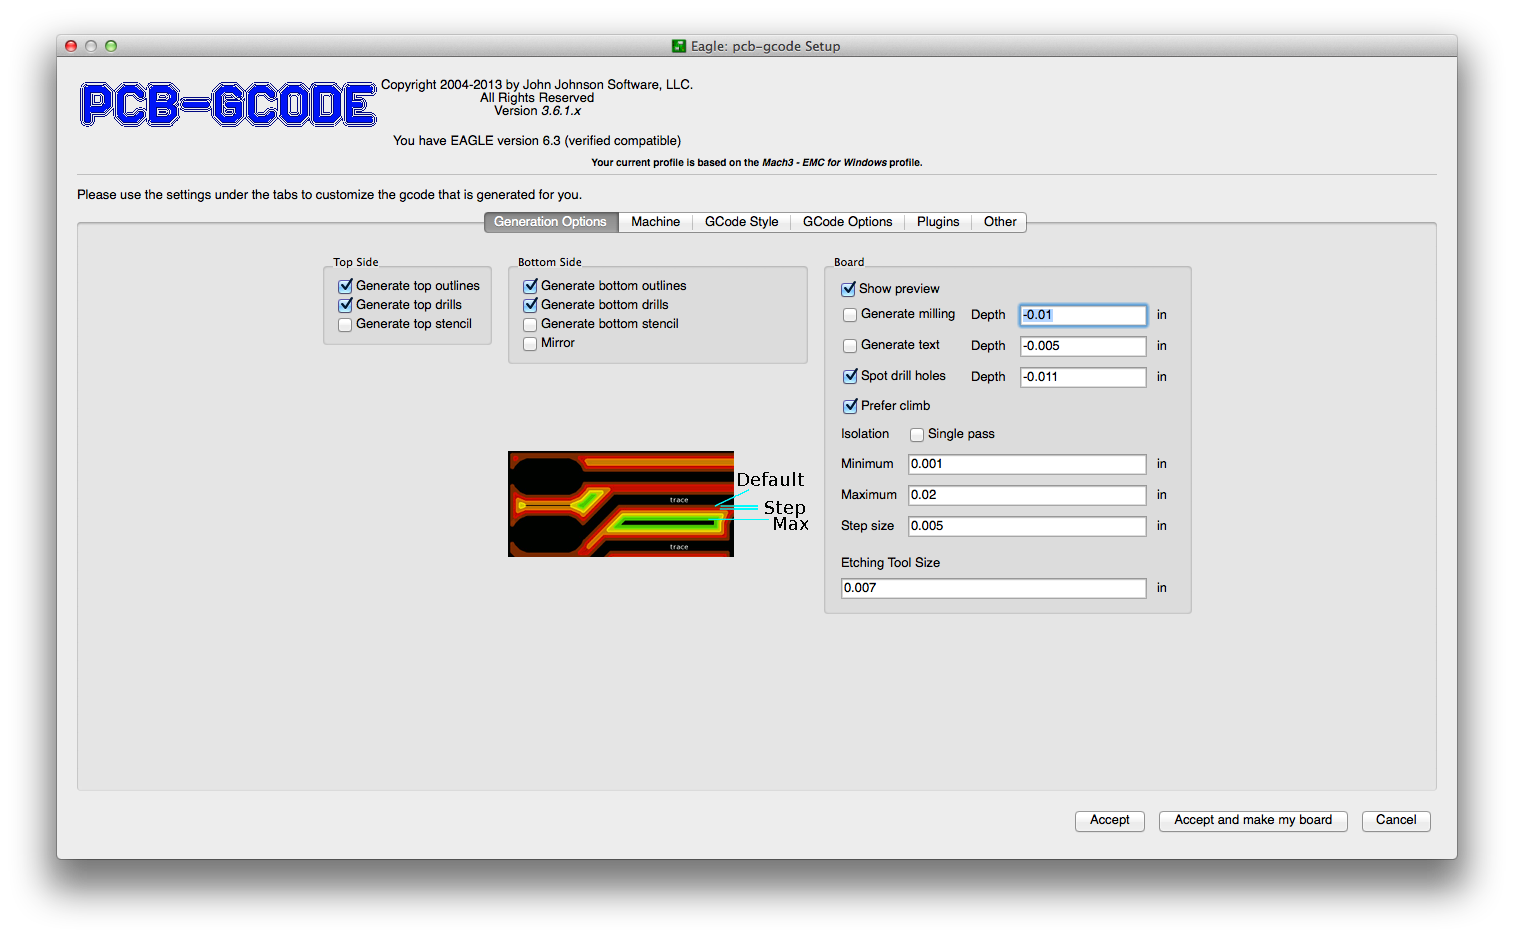 Eagle: pcb-gcode Setup
PCB-GCODE
Copyright 2004-2013 by John Johnson Software, LLC.
All Rights Reserved
Version 3.6.1.x
You have EAGLE version 6.3 (verified compatible)
Your current profile is based on the Mach3 - EMC for Windows profile.
Please use the settings under the tabs to customize the gcode that is generated for you.
Generation Options Machine GCode Style GCode Options Plugins Other
Top Side
Generate top outlines
Generate top drills
Generate top stencil
Bottom Side
Generate bottom outlines
Generate bottom drills
Generate bottom stencil
Mirror
trace
trace
Default
Step
Max
Board
Show preview
Generate milling Depth -0.01 in
Generate text Depth -0.005 in
Spot drill holes Depth -0.011 in
Prefer climb
Isolation Single pass
Minimum 0.001 in
Maximum 0.02 in
Step size 0.005 in
Etching Tool Size
0.007 in
Accept Accept and make my board Cancel